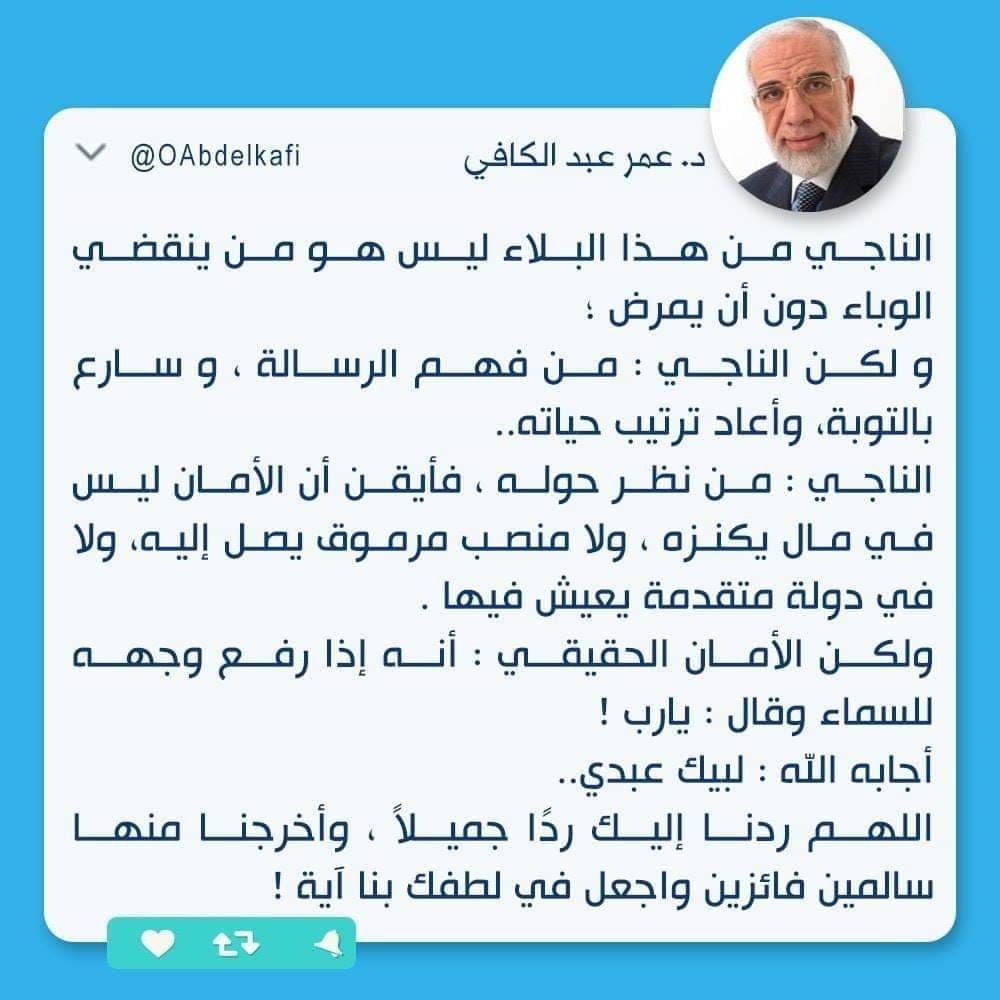 د. عمر عبد الكافي
@OAbdelkafi
الناجي من هذا البلاء ليس هو من ينقضي
الوباء دون أن يمرض ؛
و لكن الناجي : من فهم الرسالة ، و سارع
بالتوبة، وأعاد ترتيب حياته..
الناجي : من نظر حوله ، فأيقن أن الأمان ليس
في مال يكنزه ، ولا منصب مرموق يصل إليه، ولا
في دولة متقدمة يعيش فيها .
ولكن الأمان الحقيقي : أنه إذا رفع وجهه
للسماء وقال : يارب !
أجابه الله : لبيك عبدي..
اللهم ردنا إليك ردًا جميلاً ، وأخرجنا منها
سالمين فائزين واجعل في لطفك بنا آية !